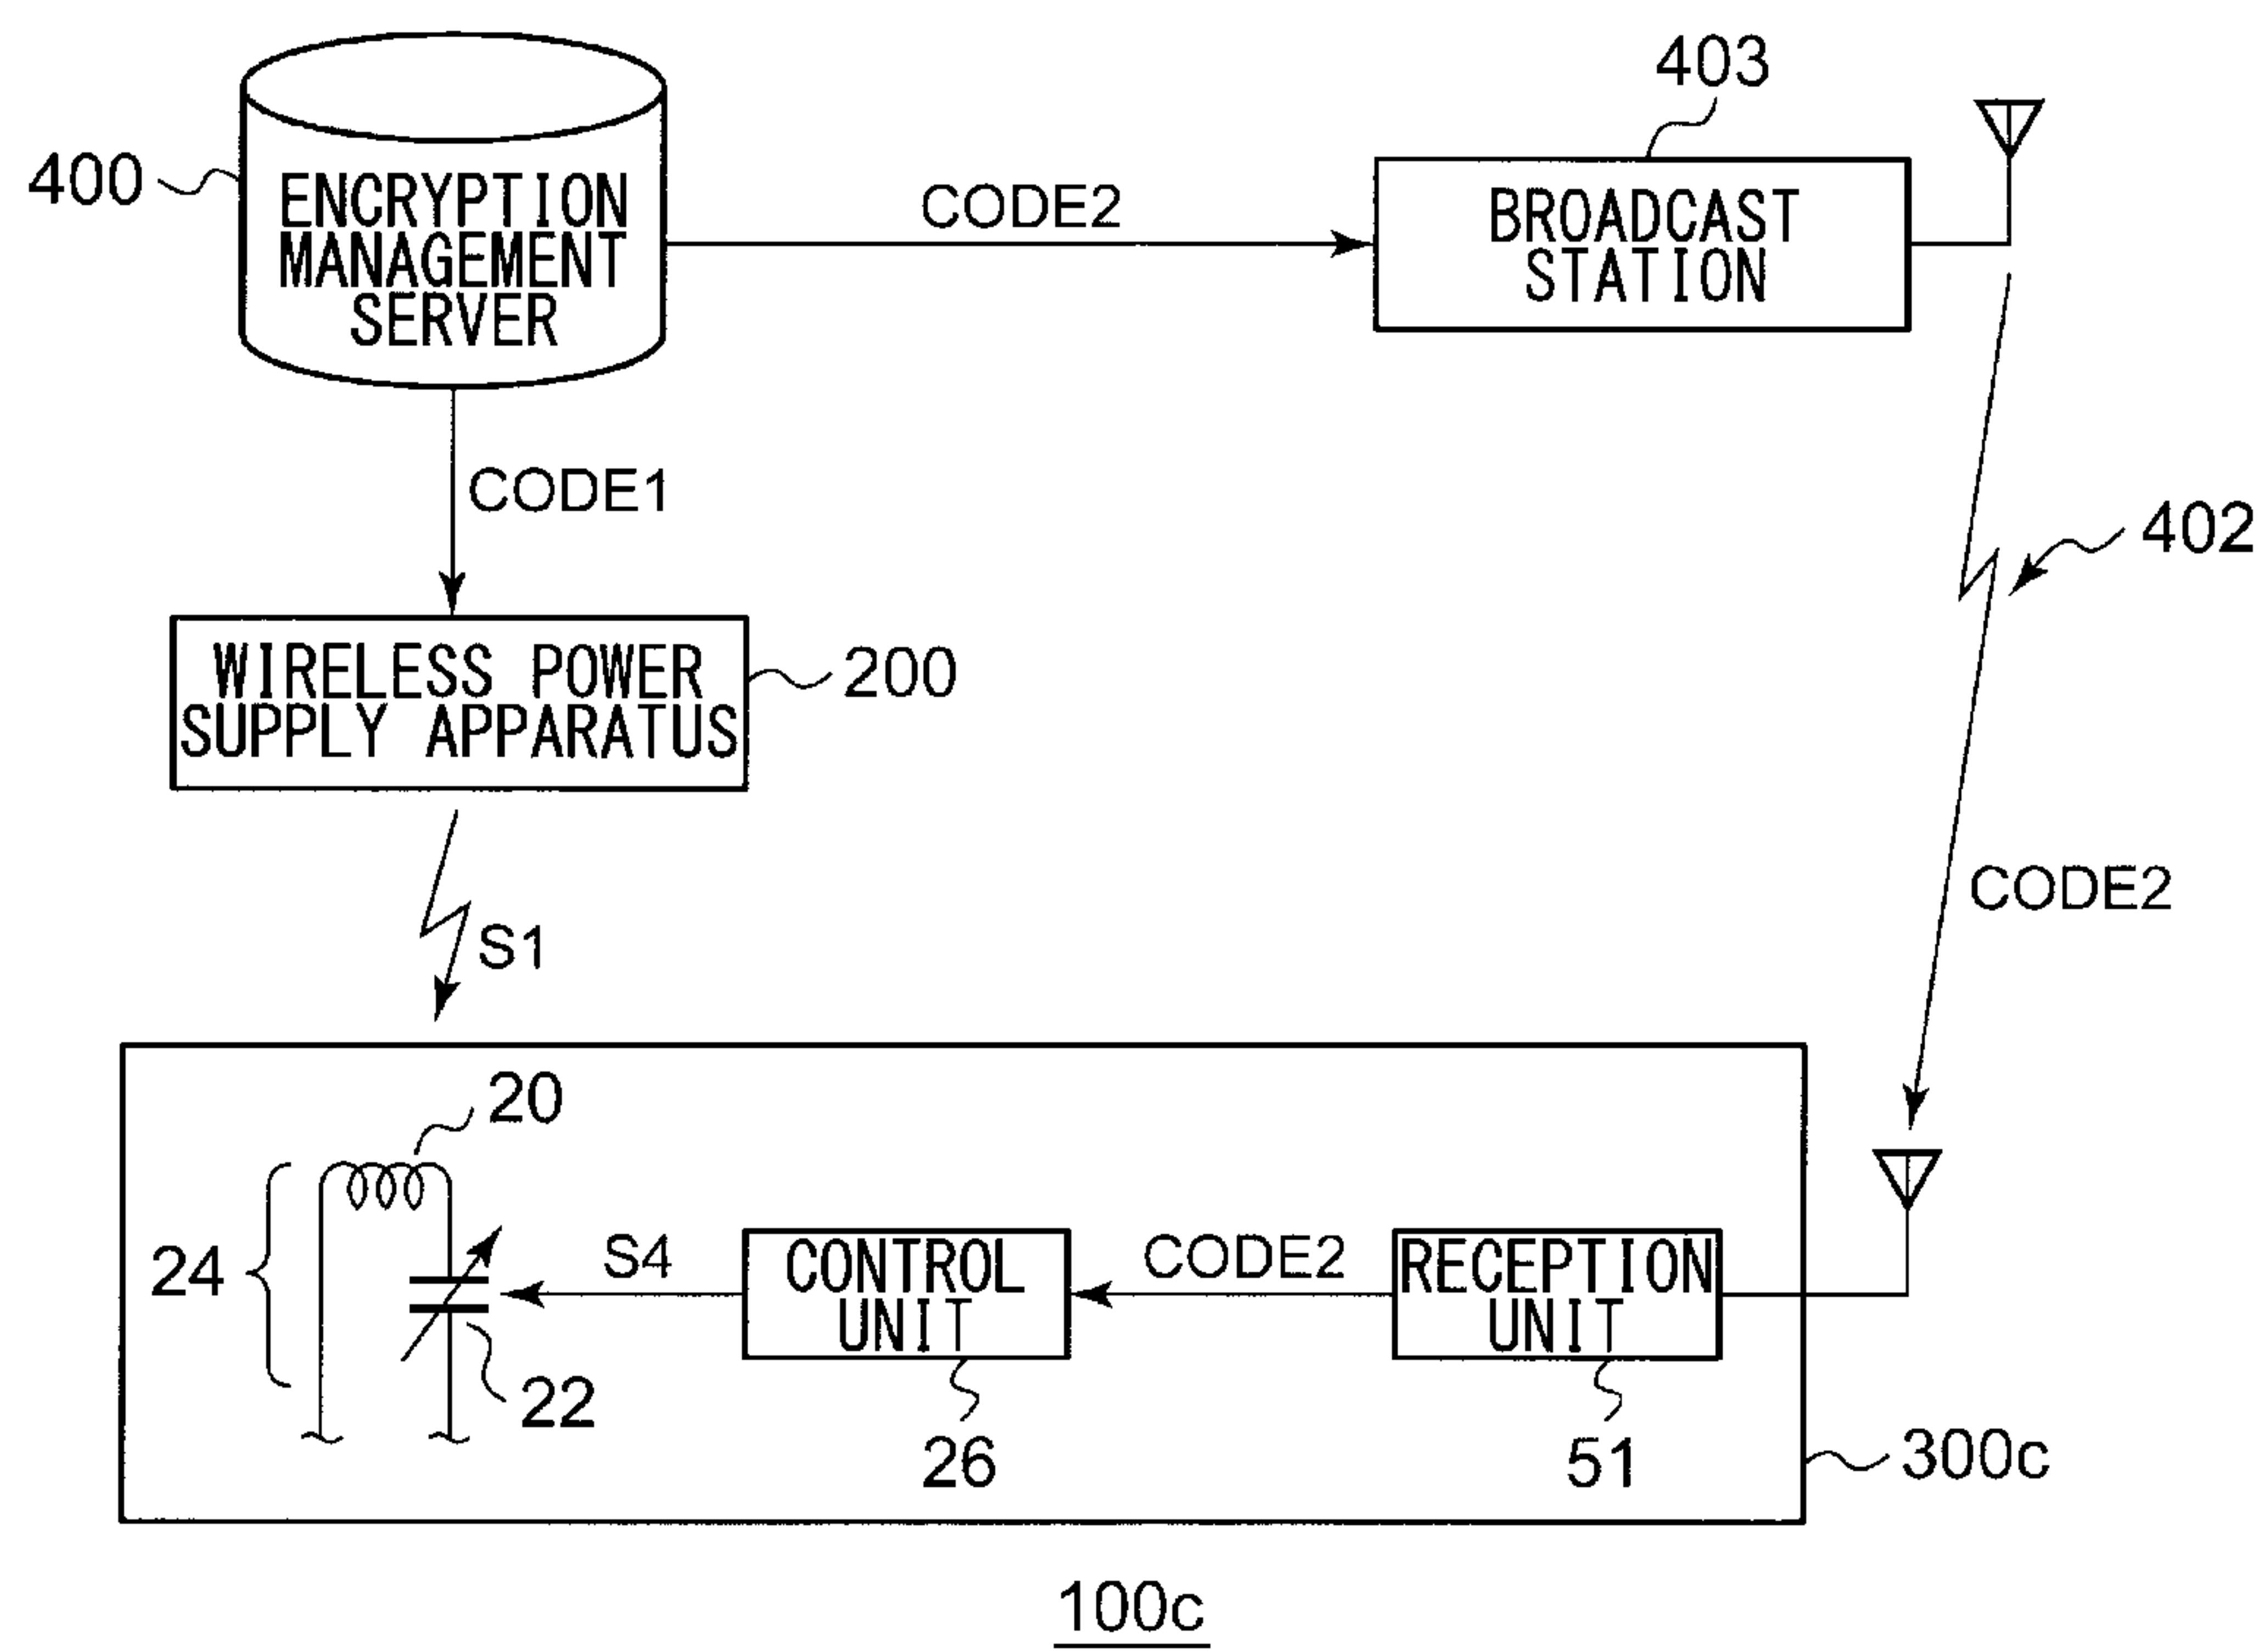 403
400
ENCRYPTION
MANAGEMENT
SERVER
CODE2
BROADCAST
STATION
CODE1
402
WIRELESS POWER
SUPPLY APPARATUS
200
CODE2
S1
20
24
22
S4
CONTROL
UNIT
26
CODE2
RECEPTION
UNIT
51
300c
100c